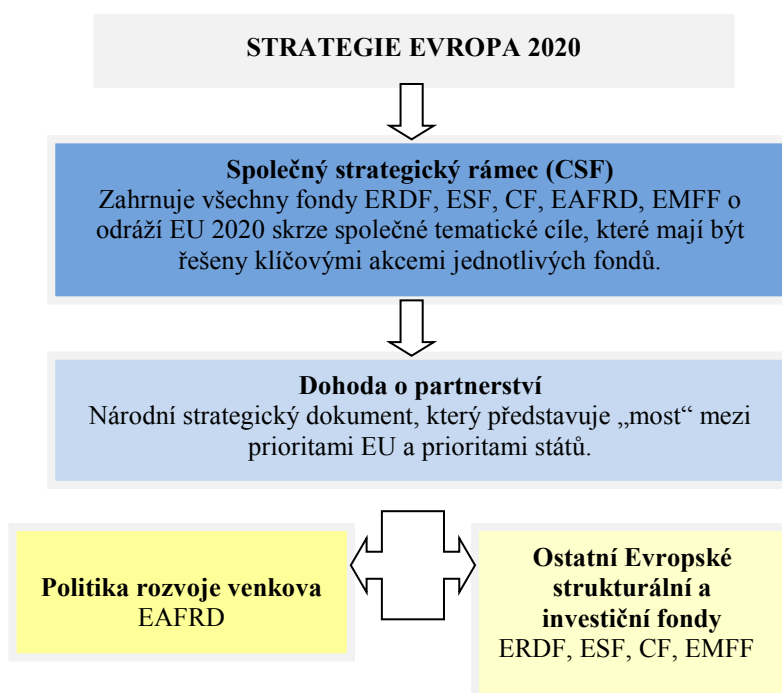 STRATEGIE EVROPA 2020
Společný strategický rámec (CSF)
Zahrnuje všechny fondy ERDF, ESF, CF, EAFRD, EMFF o
odráží EU 2020 skrze společné tematické cíle, které mají být
řešeny klíčovými akcemi jednotlivých fondů.
Dohoda o partnerství
Národní strategický dokument, který představuje „most“ mezi
prioritami EU a prioritami států.
Politika rozvoje venkova
EAFRD
Ostatní Evropské
strukturální a
investiční fondy
ERDF, ESF, CF, EMFF